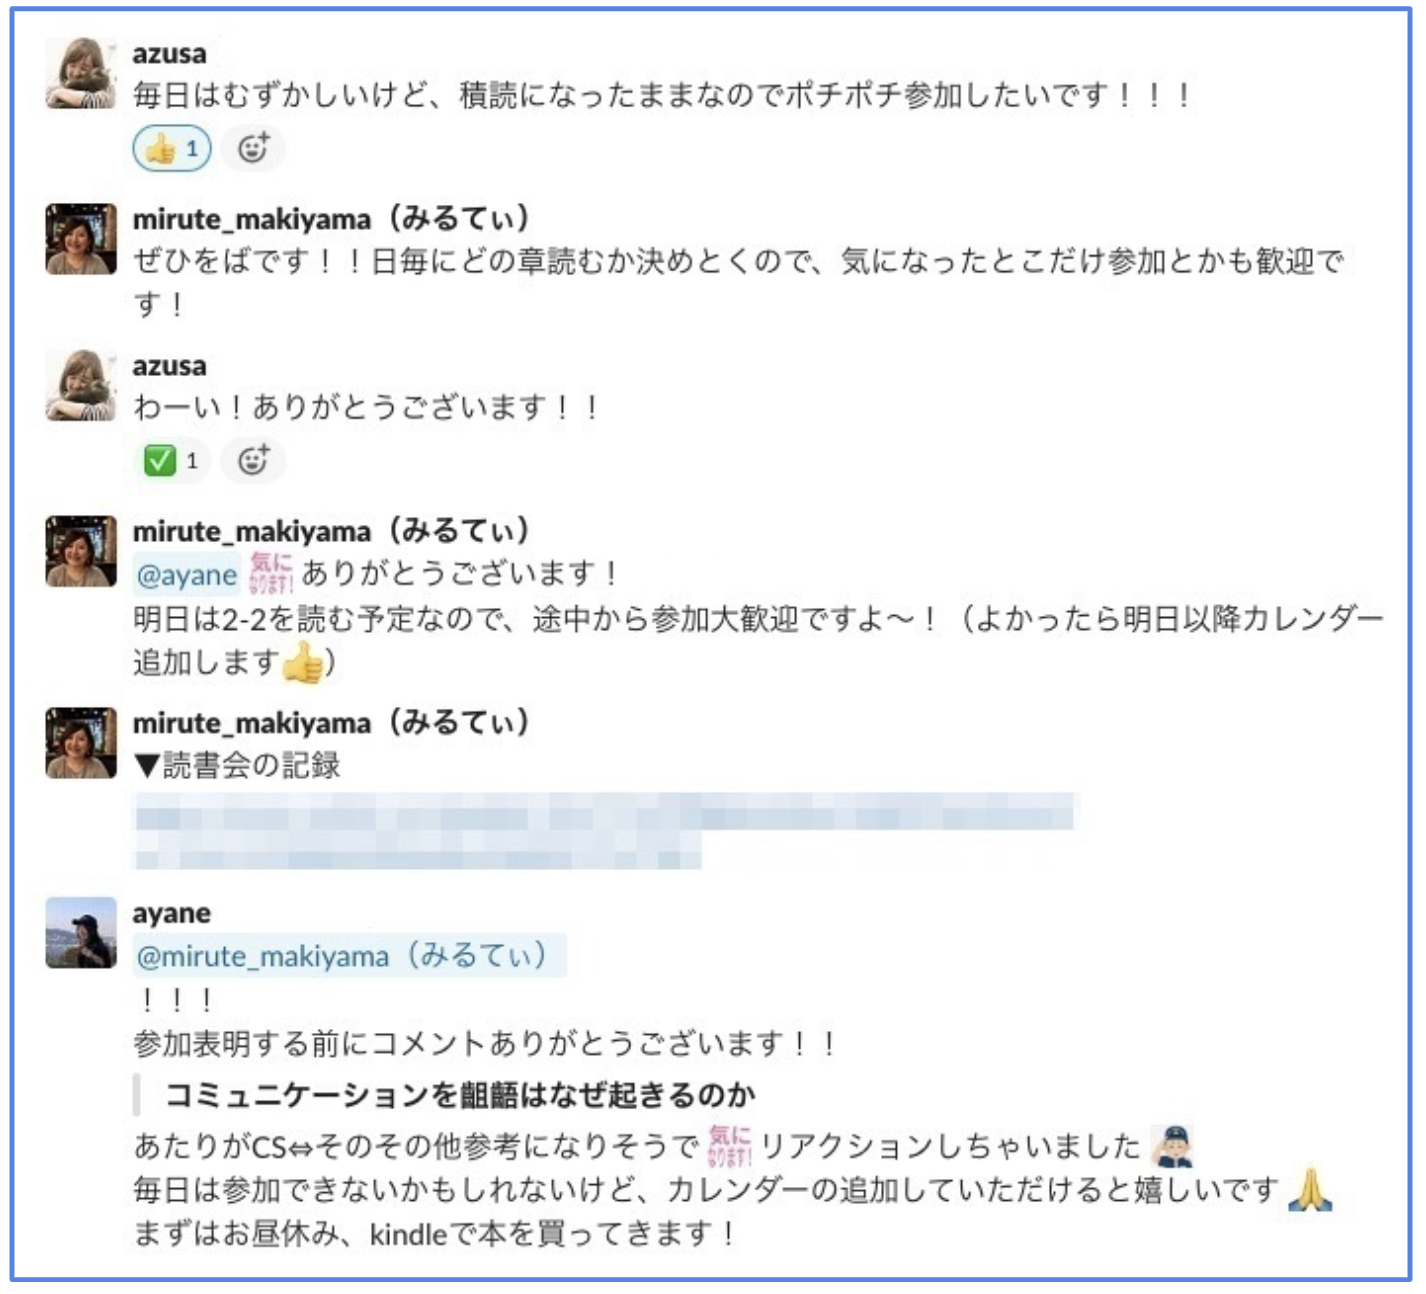 azusa
毎日はむずかしいけど、積読になったままなのでポチポチ参加したいです！！！
1
mirute_makiyama（みるてぃ）
ぜひをばです！！日毎にどの章読むか決めとくので、気になったとこだけ参加とかも歓迎で
す！
azusa
わーい！ありがとうございます！！
1
mirute_makiyama（みるてぃ）
@ayane 気になります! ありがとうございます！
明日は2-2を読む予定なので、途中から参加大歓迎ですよ〜！（よかったら明日以降カレンダー
追加します👍）
mirute_makiyama（みるてぃ）
▼読書会の記録
ayane
@mirute_makiyama（みるてぃ）
！！！
参加表明する前にコメントありがとうございます！！
コミュニケーションを齟齬はなぜ起きるのか
あたりがCS⇔そのその他参考になりそうで 気になります! リアクションしちゃいました
毎日は参加できないかもしれないけど、カレンダーの追加していただけると嬉しいです🙏
まずはお昼休み、kindleで本を買ってきます！